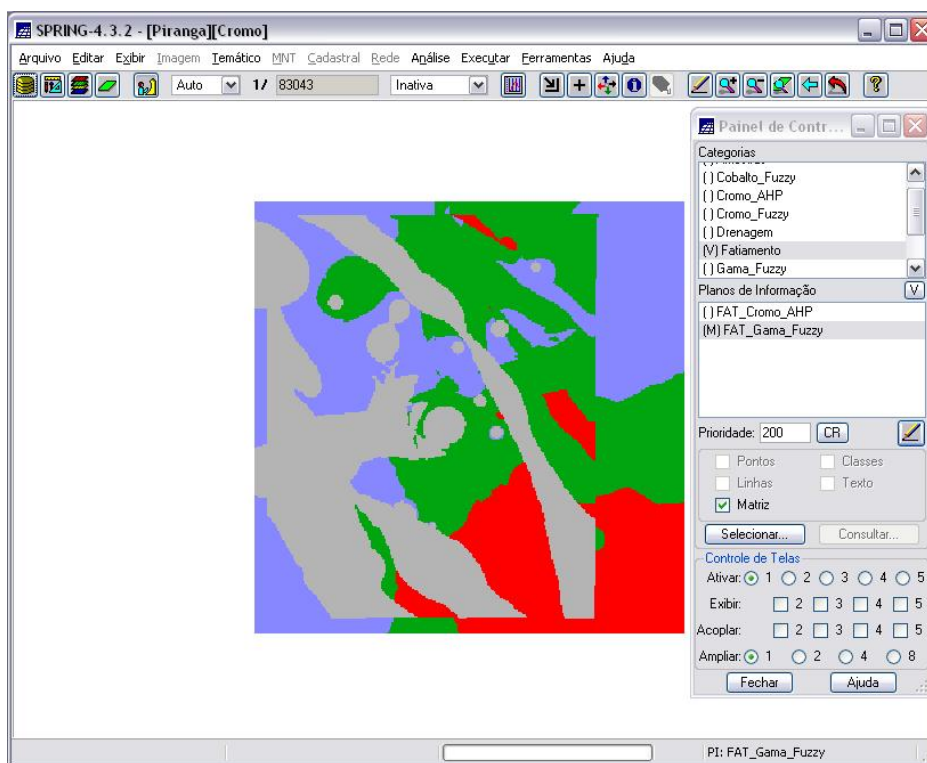 SPRING-4.3.2 - [Piranga][Cromo]
Arquivo Editar Exibir Imagem Temático MNT Cadastral Rede Análise Executar Ferramentas Ajuda
Auto 1/ 83043 Inativa
Painel de Contr...
Categorias
( ) Cobalto_Fuzzy
( ) Cromo_AHP
( ) Cromo_Fuzzy
( ) Drenagem
(V) Fatiamento
( ) Gama_Fuzzy
Planos de Informação V
( ) FAT_Cromo_AHP
(M) FAT_Gama_Fuzzy
Prioridade: 200 CR
Pontos Classes
Linhas Texto
Matriz
Selecionar... Consultar...
Controle de Telas
Ativar: 1 2 3 4 5
Exibir: 2 3 4 5
Acoplar: 2 3 4 5
Ampliar: 1 2 4 8
Fechar Ajuda
PI: FAT_Gama_Fuzzy